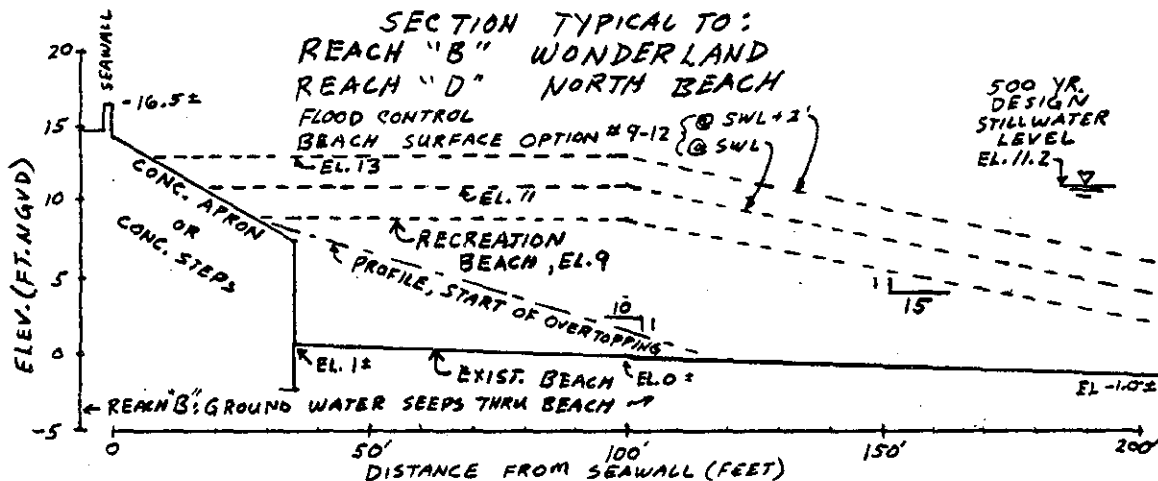 SECTION TYPICAL TO:
REACH "B" WONDERLAND
REACH "D" NORTH BEACH
FLOOD CONTROL
BEACH SURFACE OPTION #9-12
@ SWL+2'
@ SWL
500 YR.
DESIGN
STILLWATER
LEVEL
EL.11.2
SEAWALL
-16.5±
20
15
10
5
0
-5
ELEV. (FT. NGVD)
EL.13
EL.11
RECREATION
BEACH, EL.9
CONC. APRON
OR
CONC. STEPS
PROFILE, START OF OVERTOPPING
10
1
1
15
EL.1±
EXIST. BEACH
EL.0±
EL-1.0±
REACH "B": GROUND WATER SEEPS THRU BEACH
0
50'
100'
150'
200'
DISTANCE FROM SEAWALL (FEET)